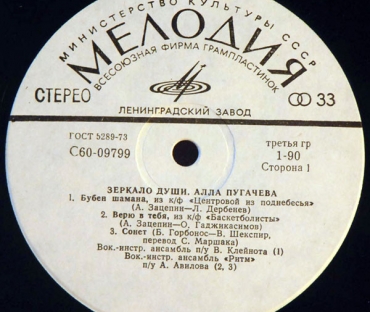 МИНИСТЕРСТВО КУЛЬТУРЫ СССР
МЕЛОДИЯ
ВСЕСОЮЗНАЯ ФИРМА ГРАМПЛАСТИНОК
СТЕРЕО
33
ЛЕНИНГРАДСКИЙ ЗАВОД
ГОСТ 5289-73
С60-09799
третья гр
1-90
Сторона 1
ЗЕРКАЛО ДУШИ. АЛЛА ПУГАЧЕВА
1. Бубен шамана, из к/ф «Центровой из поднебесья»
(А. Зацепин—Л. Дербенев)
2. Верю в тебя, из к/ф «Баскетболисты»
(А. Зацепин—О. Гаджикасимов)
3. Сонет (Б. Горбонос—В. Шекспир,
перевод С. Маршака)
Вок.-инстр. ансамбль п/у В. Клейнота (1)
Вок.-инстр. ансамбль «Ритм»
п/у А. Авилова (2, 3)